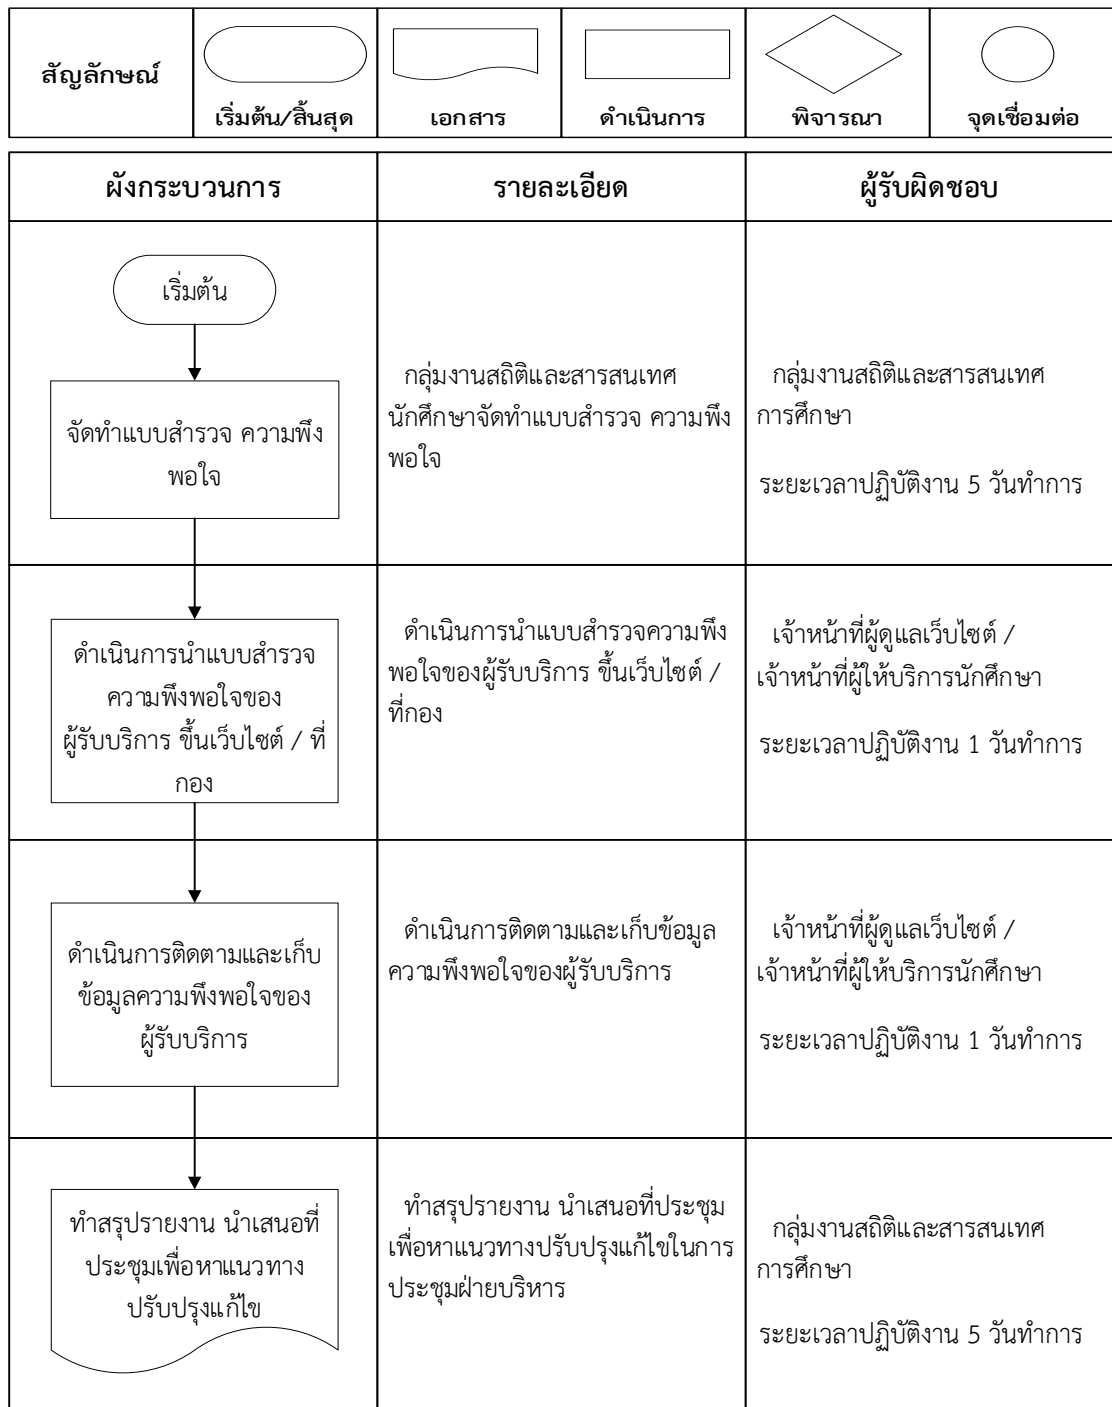 สัญลักษณ์
เริ่มต้น/สิ้นสุด
เอกสาร
ดำเนินการ
พิจารณา
จุดเชื่อมต่อ
ผังกระบวนการ
รายละเอียด
ผู้รับผิดชอบ
เริ่มต้น
จัดทำแบบสำรวจ ความพึง
พอใจ
กลุ่มงานสถิติและสารสนเทศ
นักศึกษาจัดทำแบบสำรวจ ความพึง
พอใจ
กลุ่มงานสถิติและสารสนเทศ
การศึกษา
ระยะเวลาปฏิบัติงาน 5 วันทำการ
ดำเนินการนำแบบสำรวจ
ความพึงพอใจของ
ผู้รับบริการ ขึ้นเว็บไซต์ / ที่
กอง
ดำเนินการนำแบบสำรวจความพึง
พอใจของผู้รับบริการ ขึ้นเว็บไซต์ /
ที่กอง
เจ้าหน้าที่ผู้ดูแลเว็บไซต์ /
เจ้าหน้าที่ผู้ให้บริการนักศึกษา
ระยะเวลาปฏิบัติงาน 1 วันทำการ
ดำเนินการติดตามและเก็บ
ข้อมูลความพึงพอใจของ
ผู้รับบริการ
ดำเนินการติดตามและเก็บข้อมูล
ความพึงพอใจของผู้รับบริการ
เจ้าหน้าที่ผู้ดูแลเว็บไซต์ /
เจ้าหน้าที่ผู้ให้บริการนักศึกษา
ระยะเวลาปฏิบัติงาน 1 วันทำการ
ทำสรุปรายงาน นำเสนอที่
ประชุมเพื่อหาแนวทาง
ปรับปรุงแก้ไข
ทำสรุปรายงาน นำเสนอที่ประชุม
เพื่อหาแนวทางปรับปรุงแก้ไขในการ
ประชุมฝ่ายบริหาร
กลุ่มงานสถิติและสารสนเทศ
การศึกษา
ระยะเวลาปฏิบัติงาน 5 วันทำการ